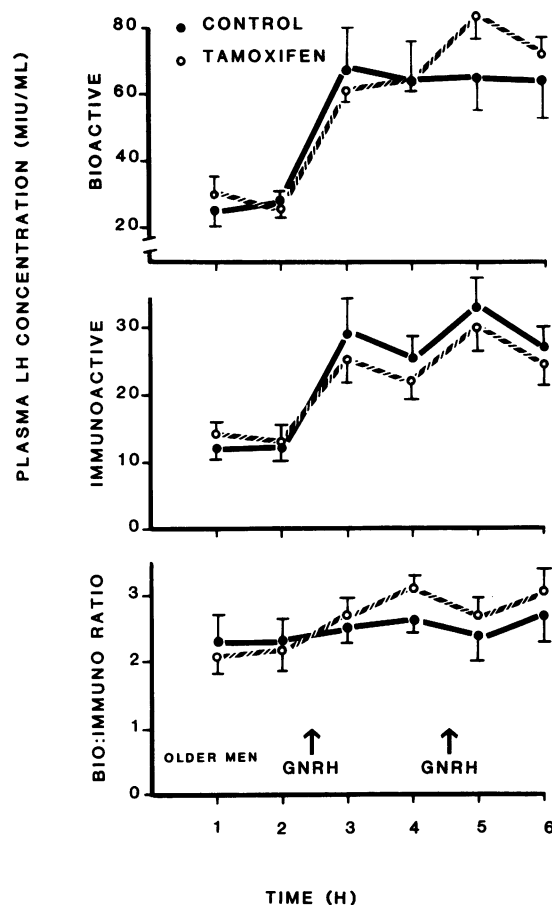 PLASMA LH CONCENTRATION (MIU/ML)
BIOACTIVE
80
60
40
20
CONTROL
TAMOXIFEN
IMMUNOACTIVE
30
20
10
0
BIO:IMMUNO RATIO
3
2
1
0
OLDER MEN
GNRH
GNRH
1 2 3 4 5 6
TIME (H)